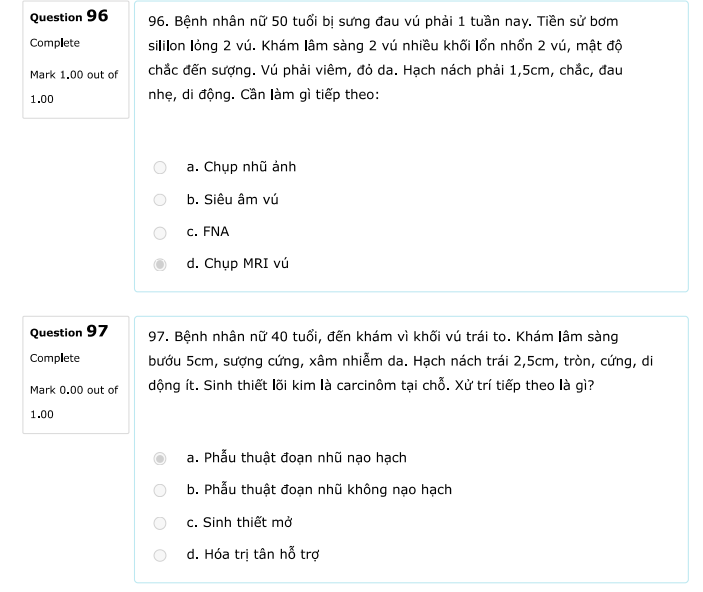 Question 96
Complete
Mark 1.00 out of
1.00
96. Bệnh nhân nữ 50 tuổi bị sưng đau vú phải 1 tuần nay. Tiền sử bơm
sililon lỏng 2 vú. Khám lâm sàng 2 vú nhiều khối lổn nhổn 2 vú, mật độ
chắc đến sượng. Vú phải viêm, đỏ da. Hạch nách phải 1,5cm, chắc, đau
nhẹ, di động. Cần làm gì tiếp theo:
a. Chụp nhũ ảnh
b. Siêu âm vú
c. FNA
d. Chụp MRI vú
Question 97
Complete
Mark 0.00 out of
1.00
97. Bệnh nhân nữ 40 tuổi, đến khám vì khối vú trái to. Khám lâm sàng
bướu 5cm, sượng cứng, xâm nhiễm da. Hạch nách trái 2,5cm, tròn, cứng, di
động ít. Sinh thiết lõi kim là carcinôm tại chỗ. Xử trí tiếp theo là gì?
a. Phẫu thuật đoạn nhũ nạo hạch
b. Phẫu thuật đoạn nhũ không nạo hạch
c. Sinh thiết mở
d. Hóa trị tân hỗ trợ